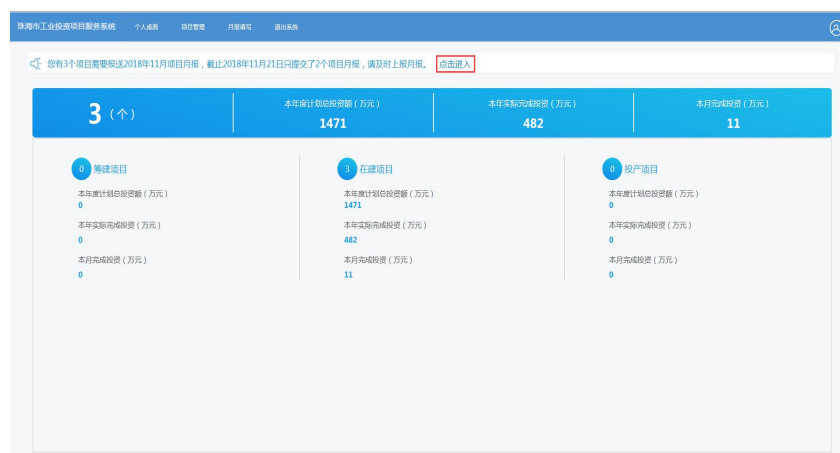 珠海市工业投资项目服务系统 个人桌面 项目管理 月报填写 退出系统
您有3个项目需要报送2018年11月项目月报，截止2018年11月21日只提交了2个项目月报，请及时上报月报。 点击进入
3（个） 本年度计划总投资额（万元） 本年实际完成投资（万元） 本月完成投资（万元）
1471 482 11
0 筹建项目 3 在建项目 0 投产项目
本年度计划总投资额（万元） 本年度计划总投资额（万元） 本年度计划总投资额（万元）
0 1471 0
本年实际完成投资（万元） 本年实际完成投资（万元） 本年实际完成投资（万元）
0 482 0
本月完成投资（万元） 本月完成投资（万元） 本月完成投资（万元）
0 11 0